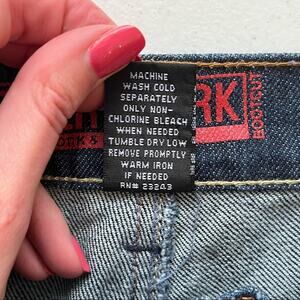 MACHINE
WASH COLD
SEPARATELY
ONLY NON-
CHLORINE BLEACH
WHEN NEEDED
TUMBLE DRY LOW
REMOVE PROMPTLY
WARM IRON
IF NEEDED
RN# 23243
RK
BOOTCUT